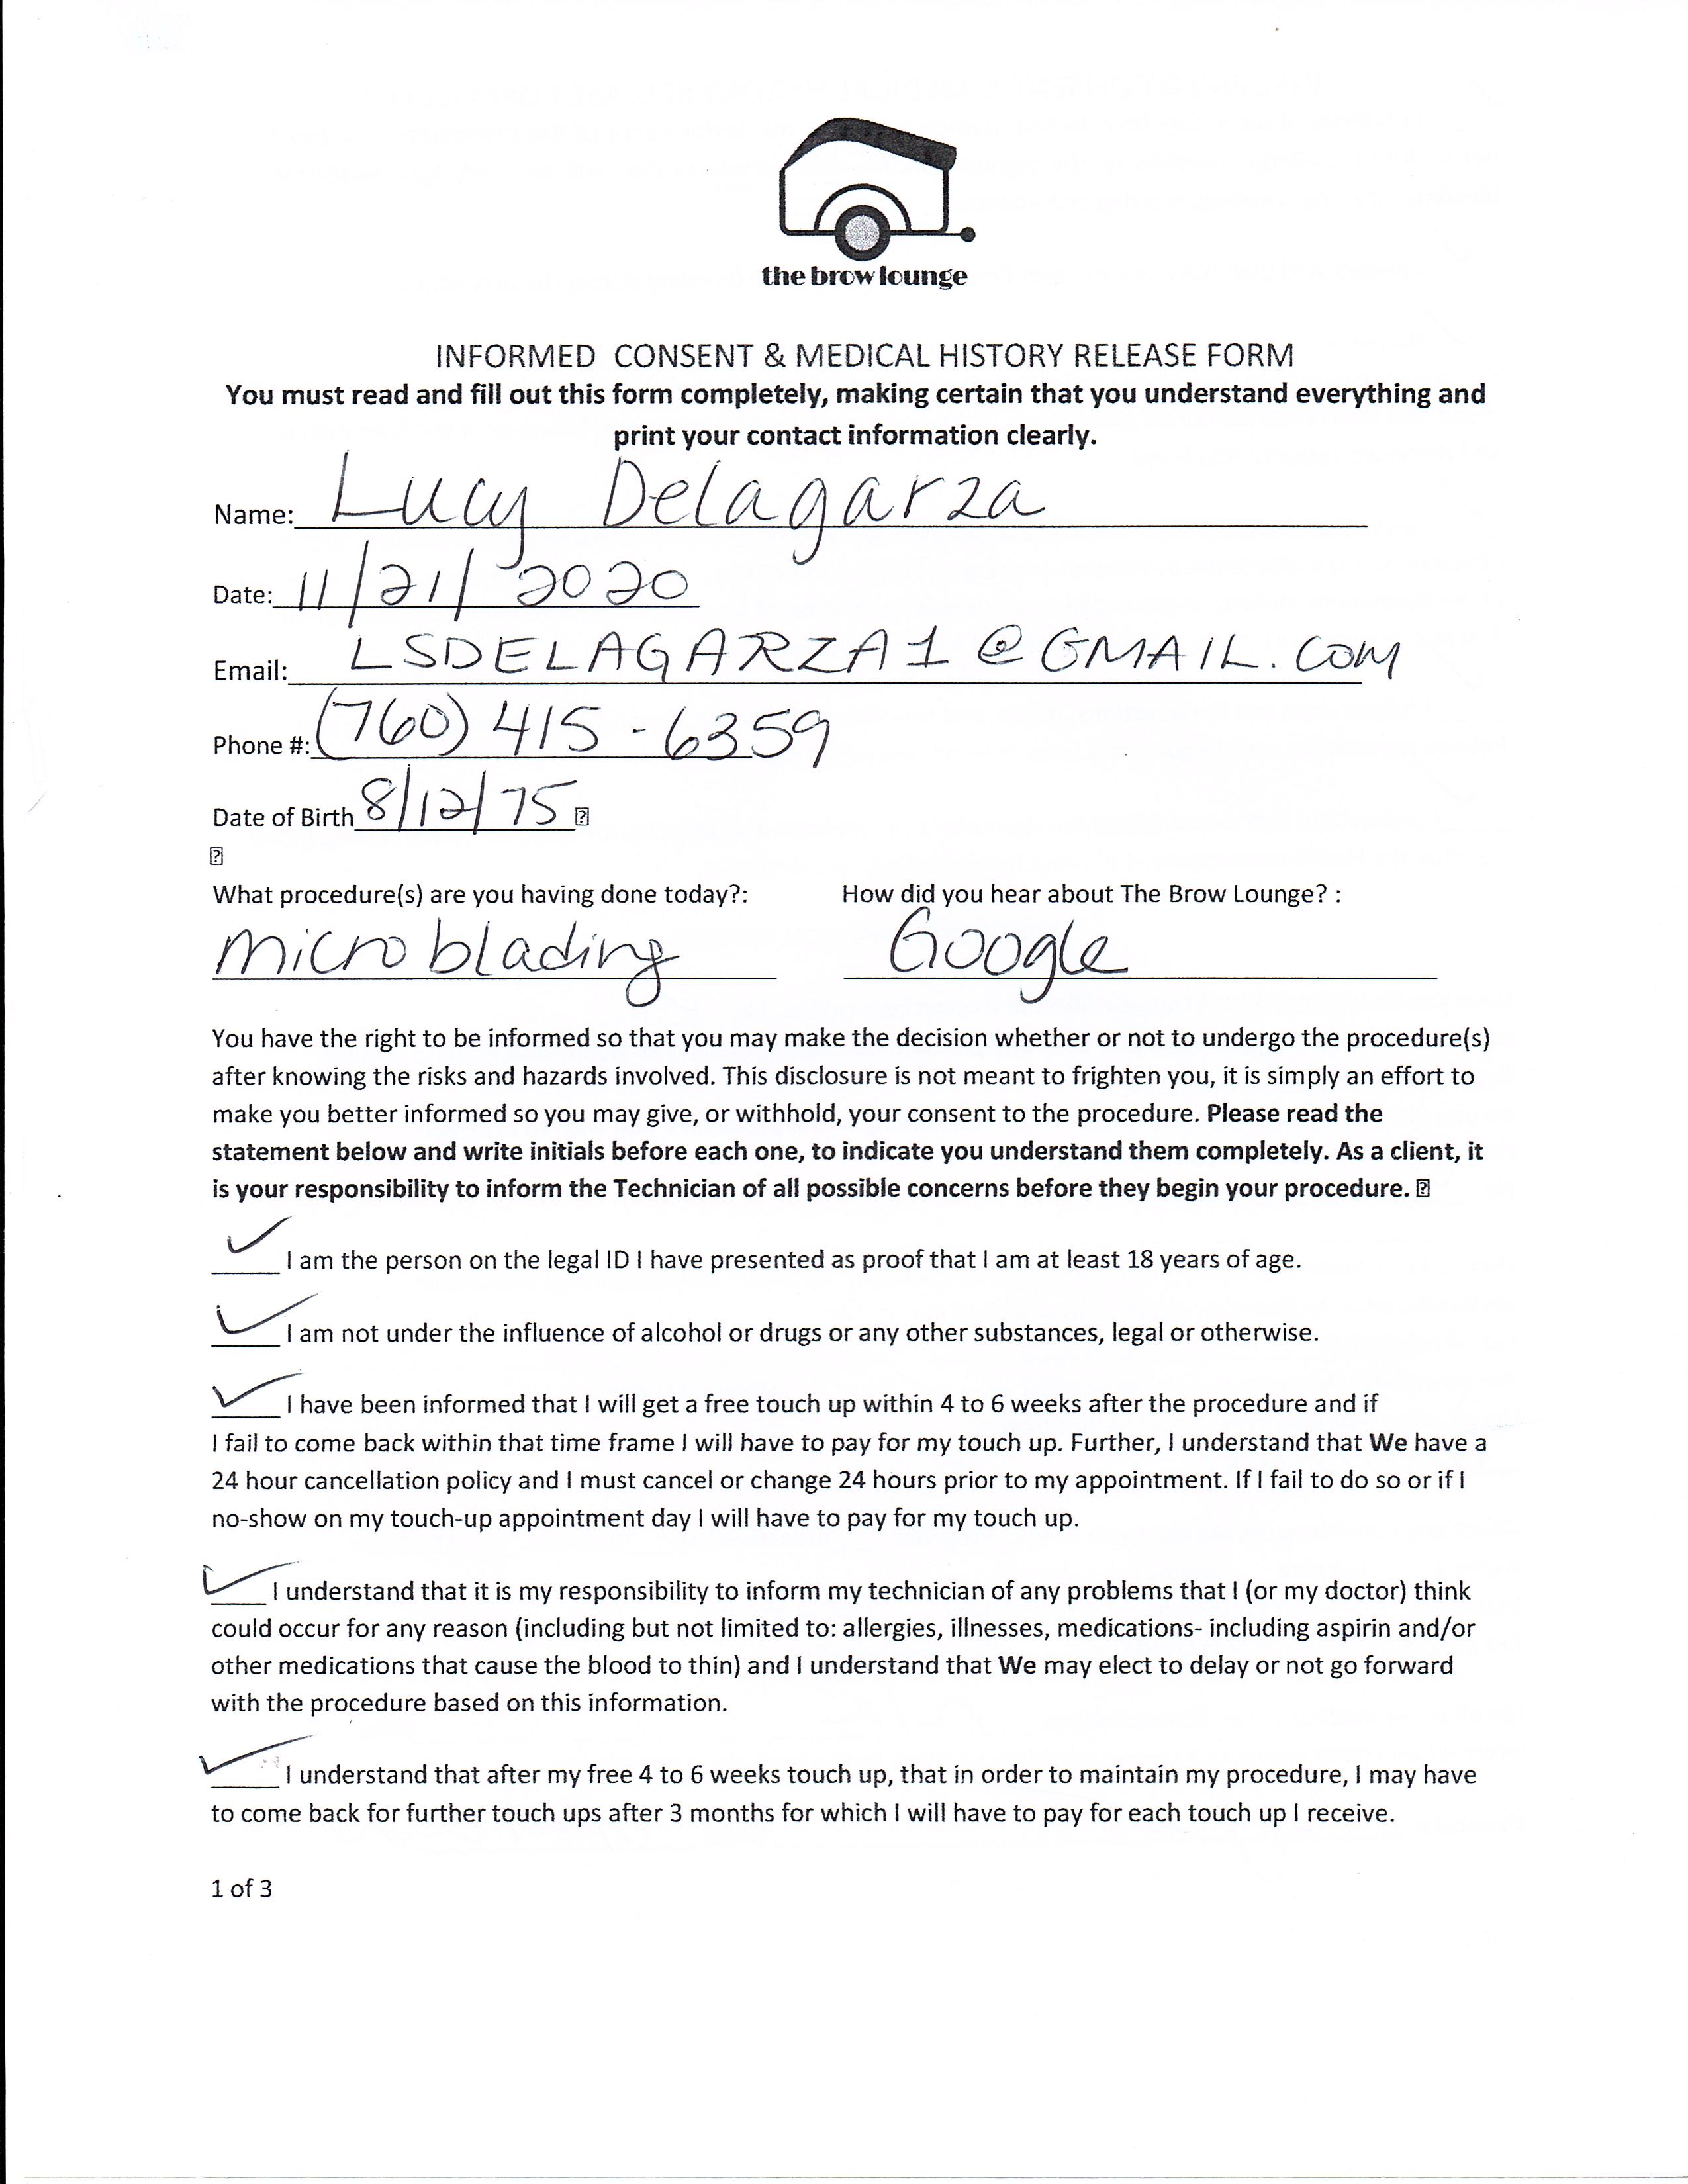 the brow lounge
INFORMED CONSENT & MEDICAL HISTORY RELEASE FORM
You must read and fill out this form completely, making certain that you understand everything and
print your contact information clearly.
Name: Lucy Delagarza
Date: 11/21/2020
Email: LSDELAGARZA1@GMAIL.COM
Phone #: (760) 415-6359
Date of Birth 8/12/75
What procedure(s) are you having done today?: How did you hear about The Brow Lounge? :
microblading Google
You have the right to be informed so that you may make the decision whether or not to undergo the procedure(s)
after knowing the risks and hazards involved. This disclosure is not meant to frighten you, it is simply an effort to
make you better informed so you may give, or withhold, your consent to the procedure. Please read the
statement below and write initials before each one, to indicate you understand them completely. As a client, it
is your responsibility to inform the Technician of all possible concerns before they begin your procedure.
✓ I am the person on the legal ID I have presented as proof that I am at least 18 years of age.
✓ I am not under the influence of alcohol or drugs or any other substances, legal or otherwise.
✓ I have been informed that I will get a free touch up within 4 to 6 weeks after the procedure and if
I fail to come back within that time frame I will have to pay for my touch up. Further, I understand that We have a
24 hour cancellation policy and I must cancel or change 24 hours prior to my appointment. If I fail to do so or if I
no-show on my touch-up appointment day I will have to pay for my touch up.
✓ I understand that it is my responsibility to inform my technician of any problems that I (or my doctor) think
could occur for any reason (including but not limited to: allergies, illnesses, medications- including aspirin and/or
other medications that cause the blood to thin) and I understand that We may elect to delay or not go forward
with the procedure based on this information.
✓ I understand that after my free 4 to 6 weeks touch up, that in order to maintain my procedure, I may have
to come back for further touch ups after 3 months for which I will have to pay for each touch up I receive.
1 of 3